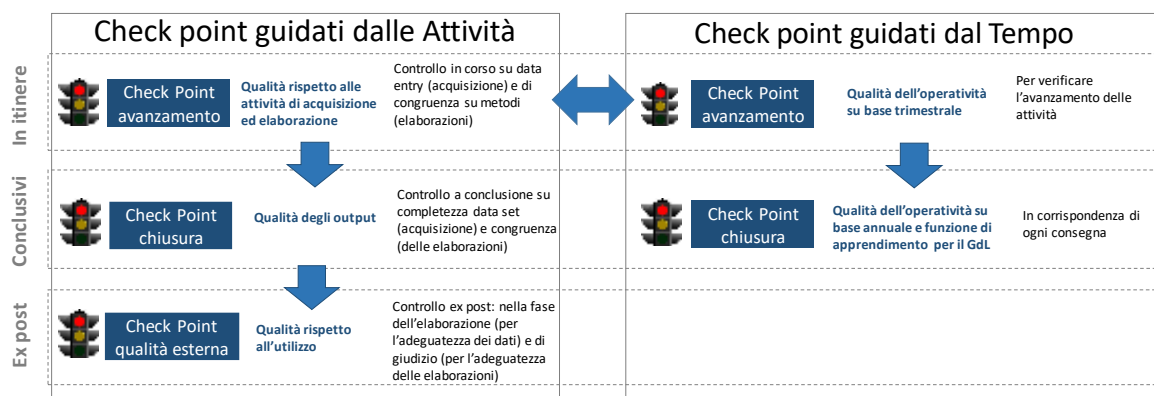 Check point guidati dalle Attività
Check point guidati dal Tempo
In itinere
Check Point
avanzamento
Qualità rispetto alle
attività di acquisizione
ed elaborazione
Controllo in corso su data
entry (acquisizione) e di
congruenza su metodi
(elaborazioni)
Check Point
avanzamento
Qualità dell'operatività
su base trimestrale
Per verificare
l'avanzamento delle
attività
Conclusivi
Check Point
chiusura
Qualità degli output
Controllo a conclusione su
completezza data set
(acquisizione) e congruenza
(delle elaborazioni)
Check Point
chiusura
Qualità dell'operatività su
base annuale e funzione di
apprendimento per il GdL
In corrispondenza di
ogni consegna
Ex post
Check Point
qualità esterna
Qualità rispetto
all'utilizzo
Controllo ex post: nella fase
dell'elaborazione (per
l'adeguatezza dei dati) e di
giudizio (per l'adeguatezza
delle elaborazioni)